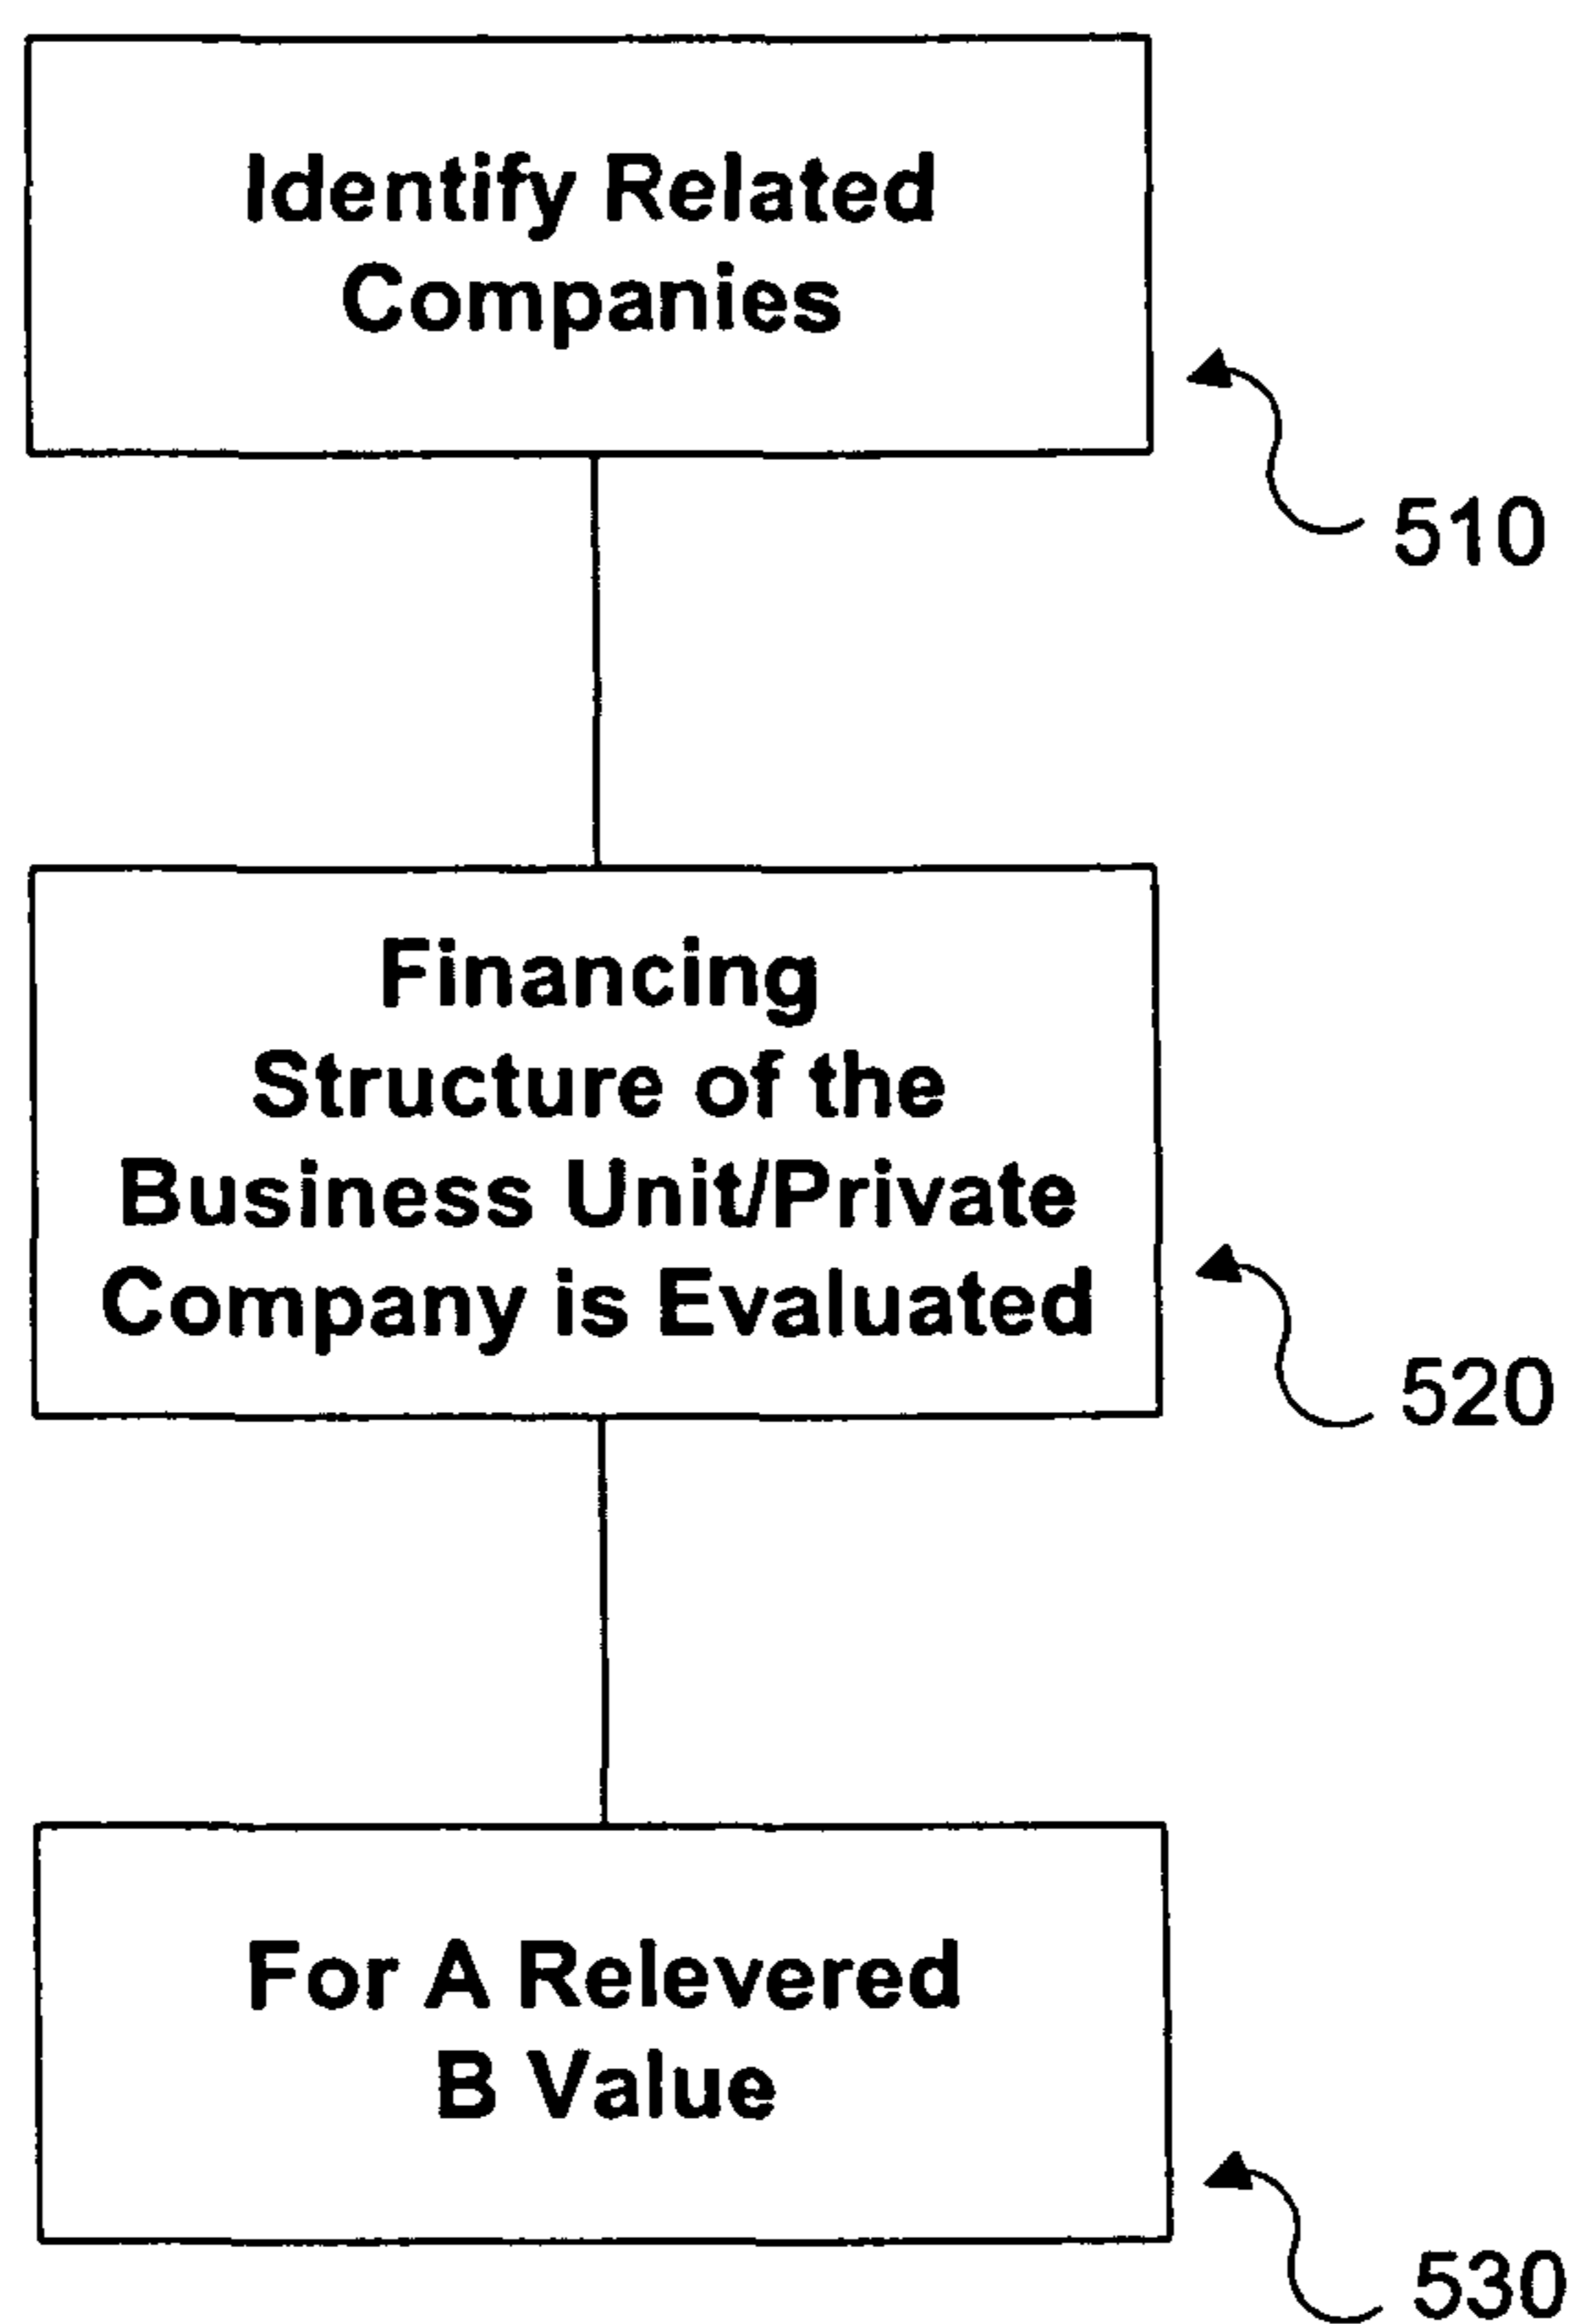 Identify Related
Companies
510
Financing
Structure of the
Business Unit/Private
Company is Evaluated
520
For A Relevered
B Value
530